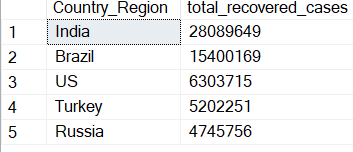 Country_Region total_recovered_cases
1 India 28089649
2 Brazil 15400169
3 US 6303715
4 Turkey 5202251
5 Russia 4745756